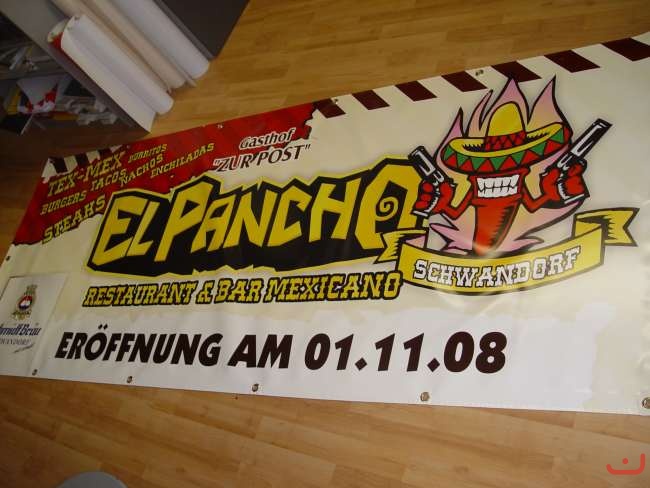 TEX-MEX BURRITOS
BURGERS TACOS NACHOS
STEAKS ENCHILADAS
Gasthof
"ZUR POST"
EL PANCHO
RESTAURANT & BAR MEXICANO
SCHWANDORF
ERÖFFNUNG AM 01.11.08